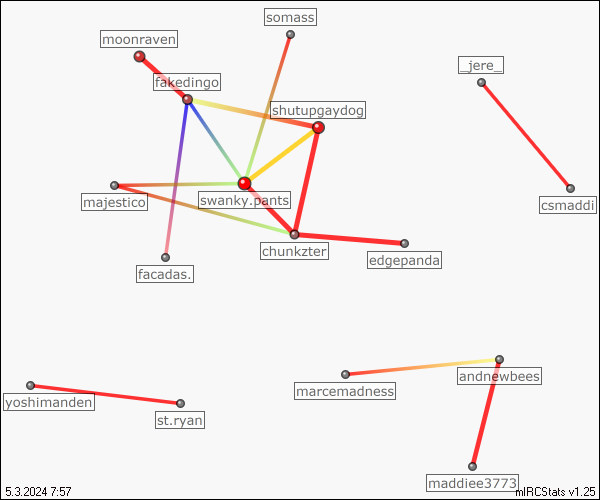 somass
moonraven
_jere_
fakedingo
shutupgaydog
majestico
swanky.pants
csmaddi
chunkzter
edgepanda
facadas.
andnewbees
marcemadness
yoshimanden
st.ryan
maddiee3773
5.3.2024 7:57
mIRCStats v1.25